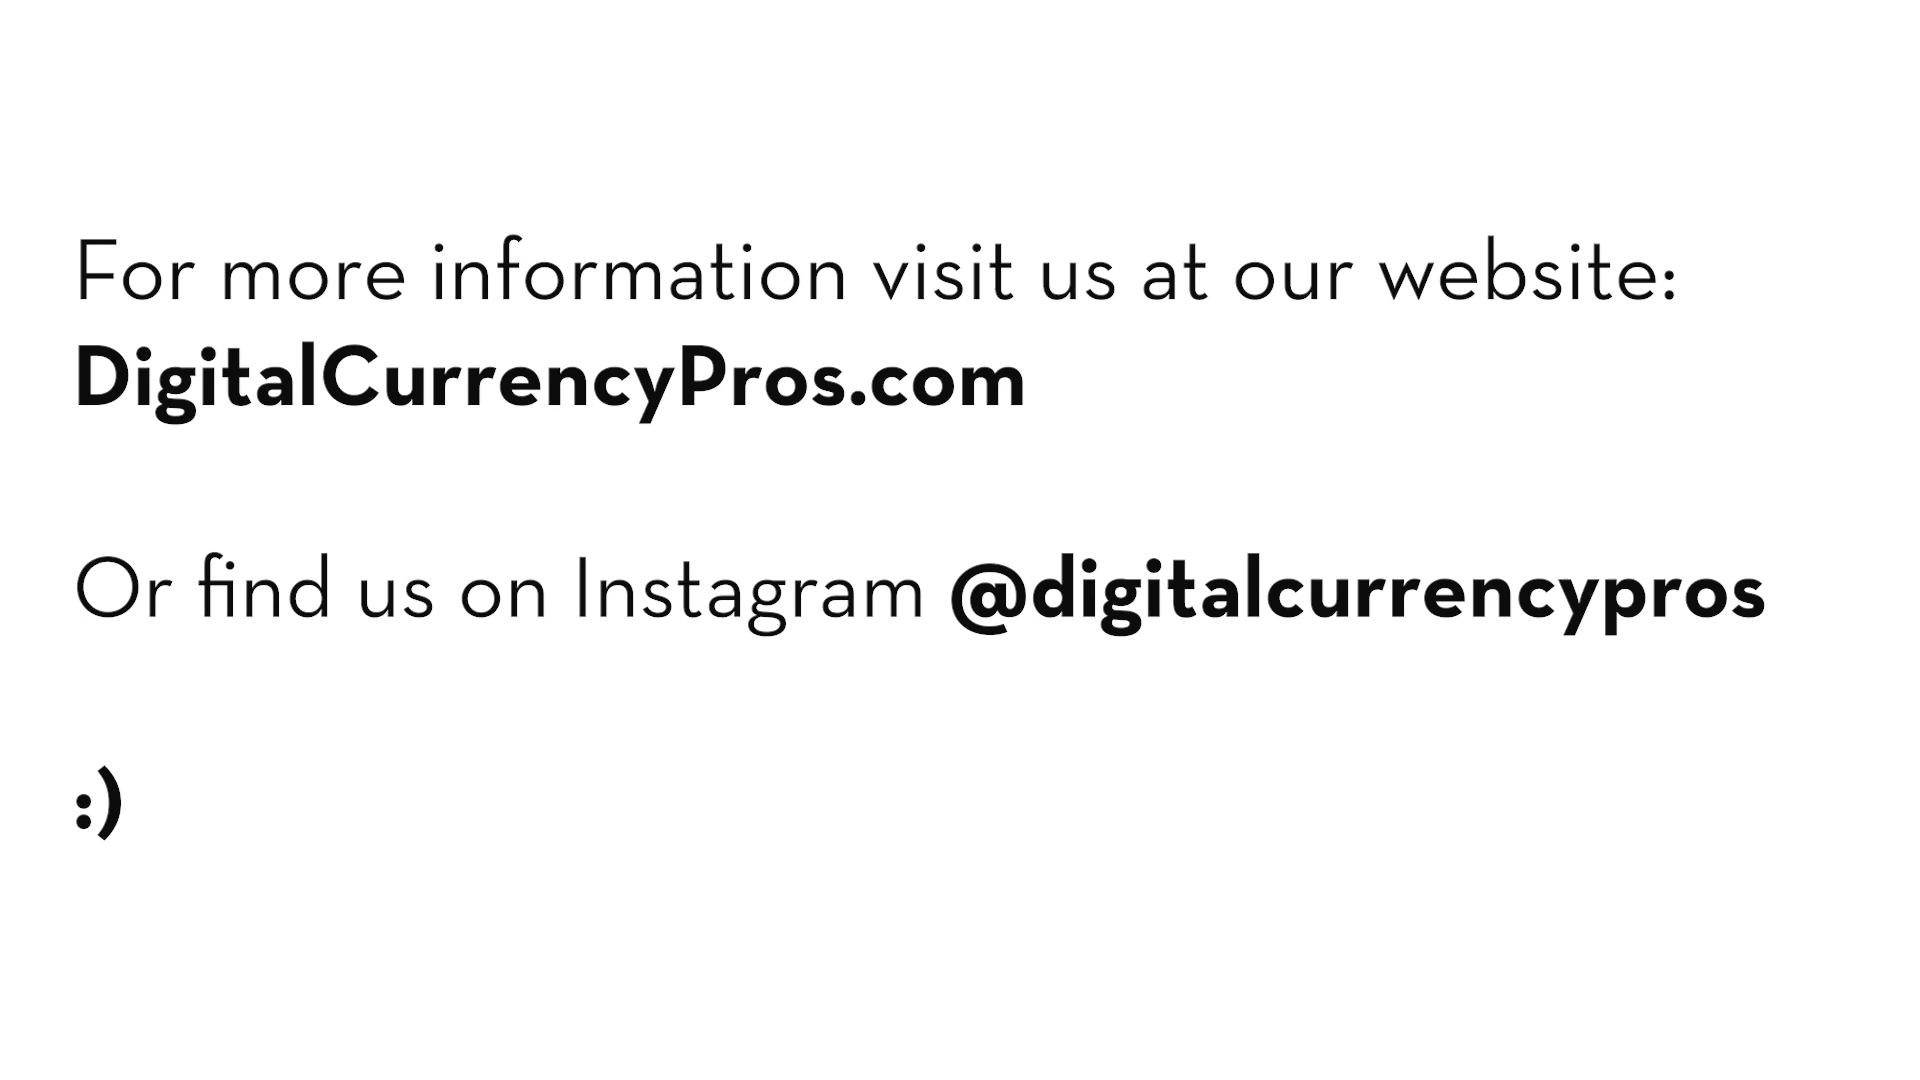 For more information visit us at our website:
DigitalCurrencyPros.com
Or find us on Instagram @digitalcurrencypros
:)